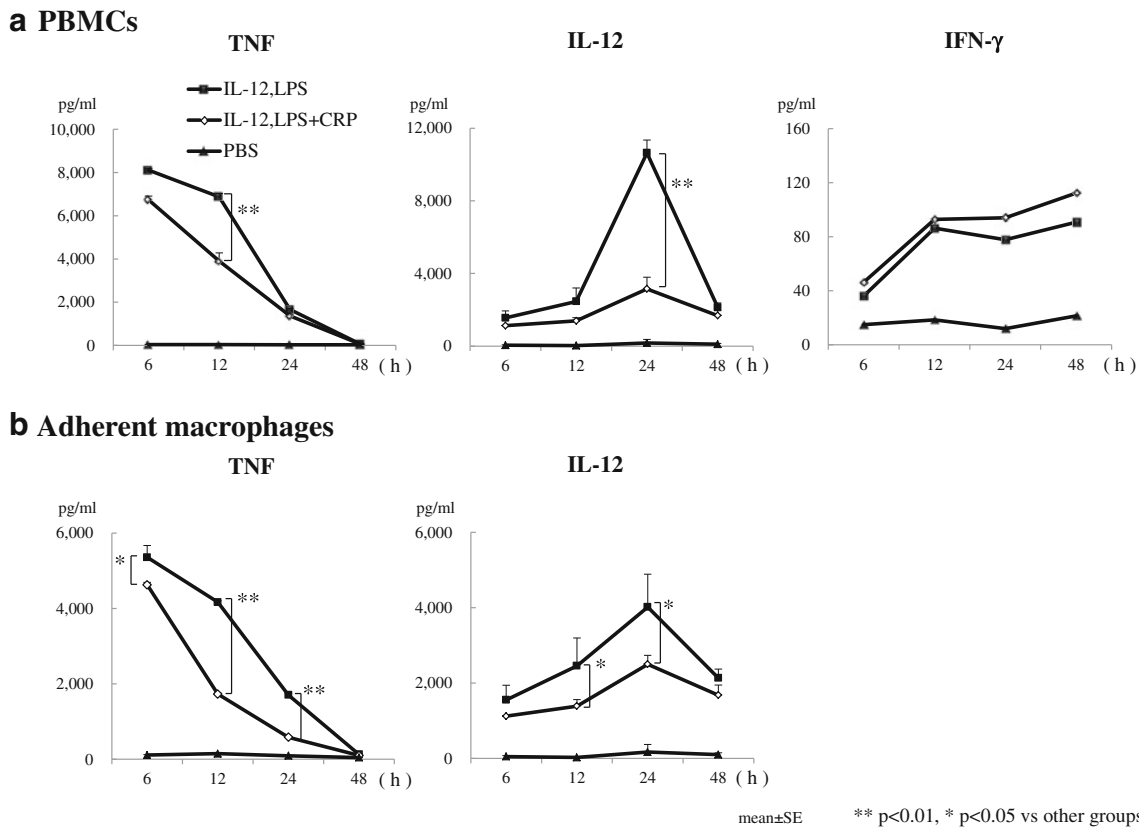 a PBMCs
TNF
IL-12
IFN-γ
IL-12,LPS
IL-12,LPS+CRP
PBS
pg/ml
10,000
8,000
6,000
4,000
2,000
0
**
6 12 24 48 ( h )
pg/ml
12,000
8,000
4,000
0
**
6 12 24 48 ( h )
pg/ml
160
120
80
40
0
6 12 24 48 ( h )
b Adherent macrophages
TNF
IL-12
pg/ml
6,000
4,000
2,000
0
*
**
**
6 12 24 48 ( h )
pg/ml
6,000
4,000
2,000
0
*
*
6 12 24 48 ( h )
mean±SE ** p<0.01, * p<0.05 vs other groups